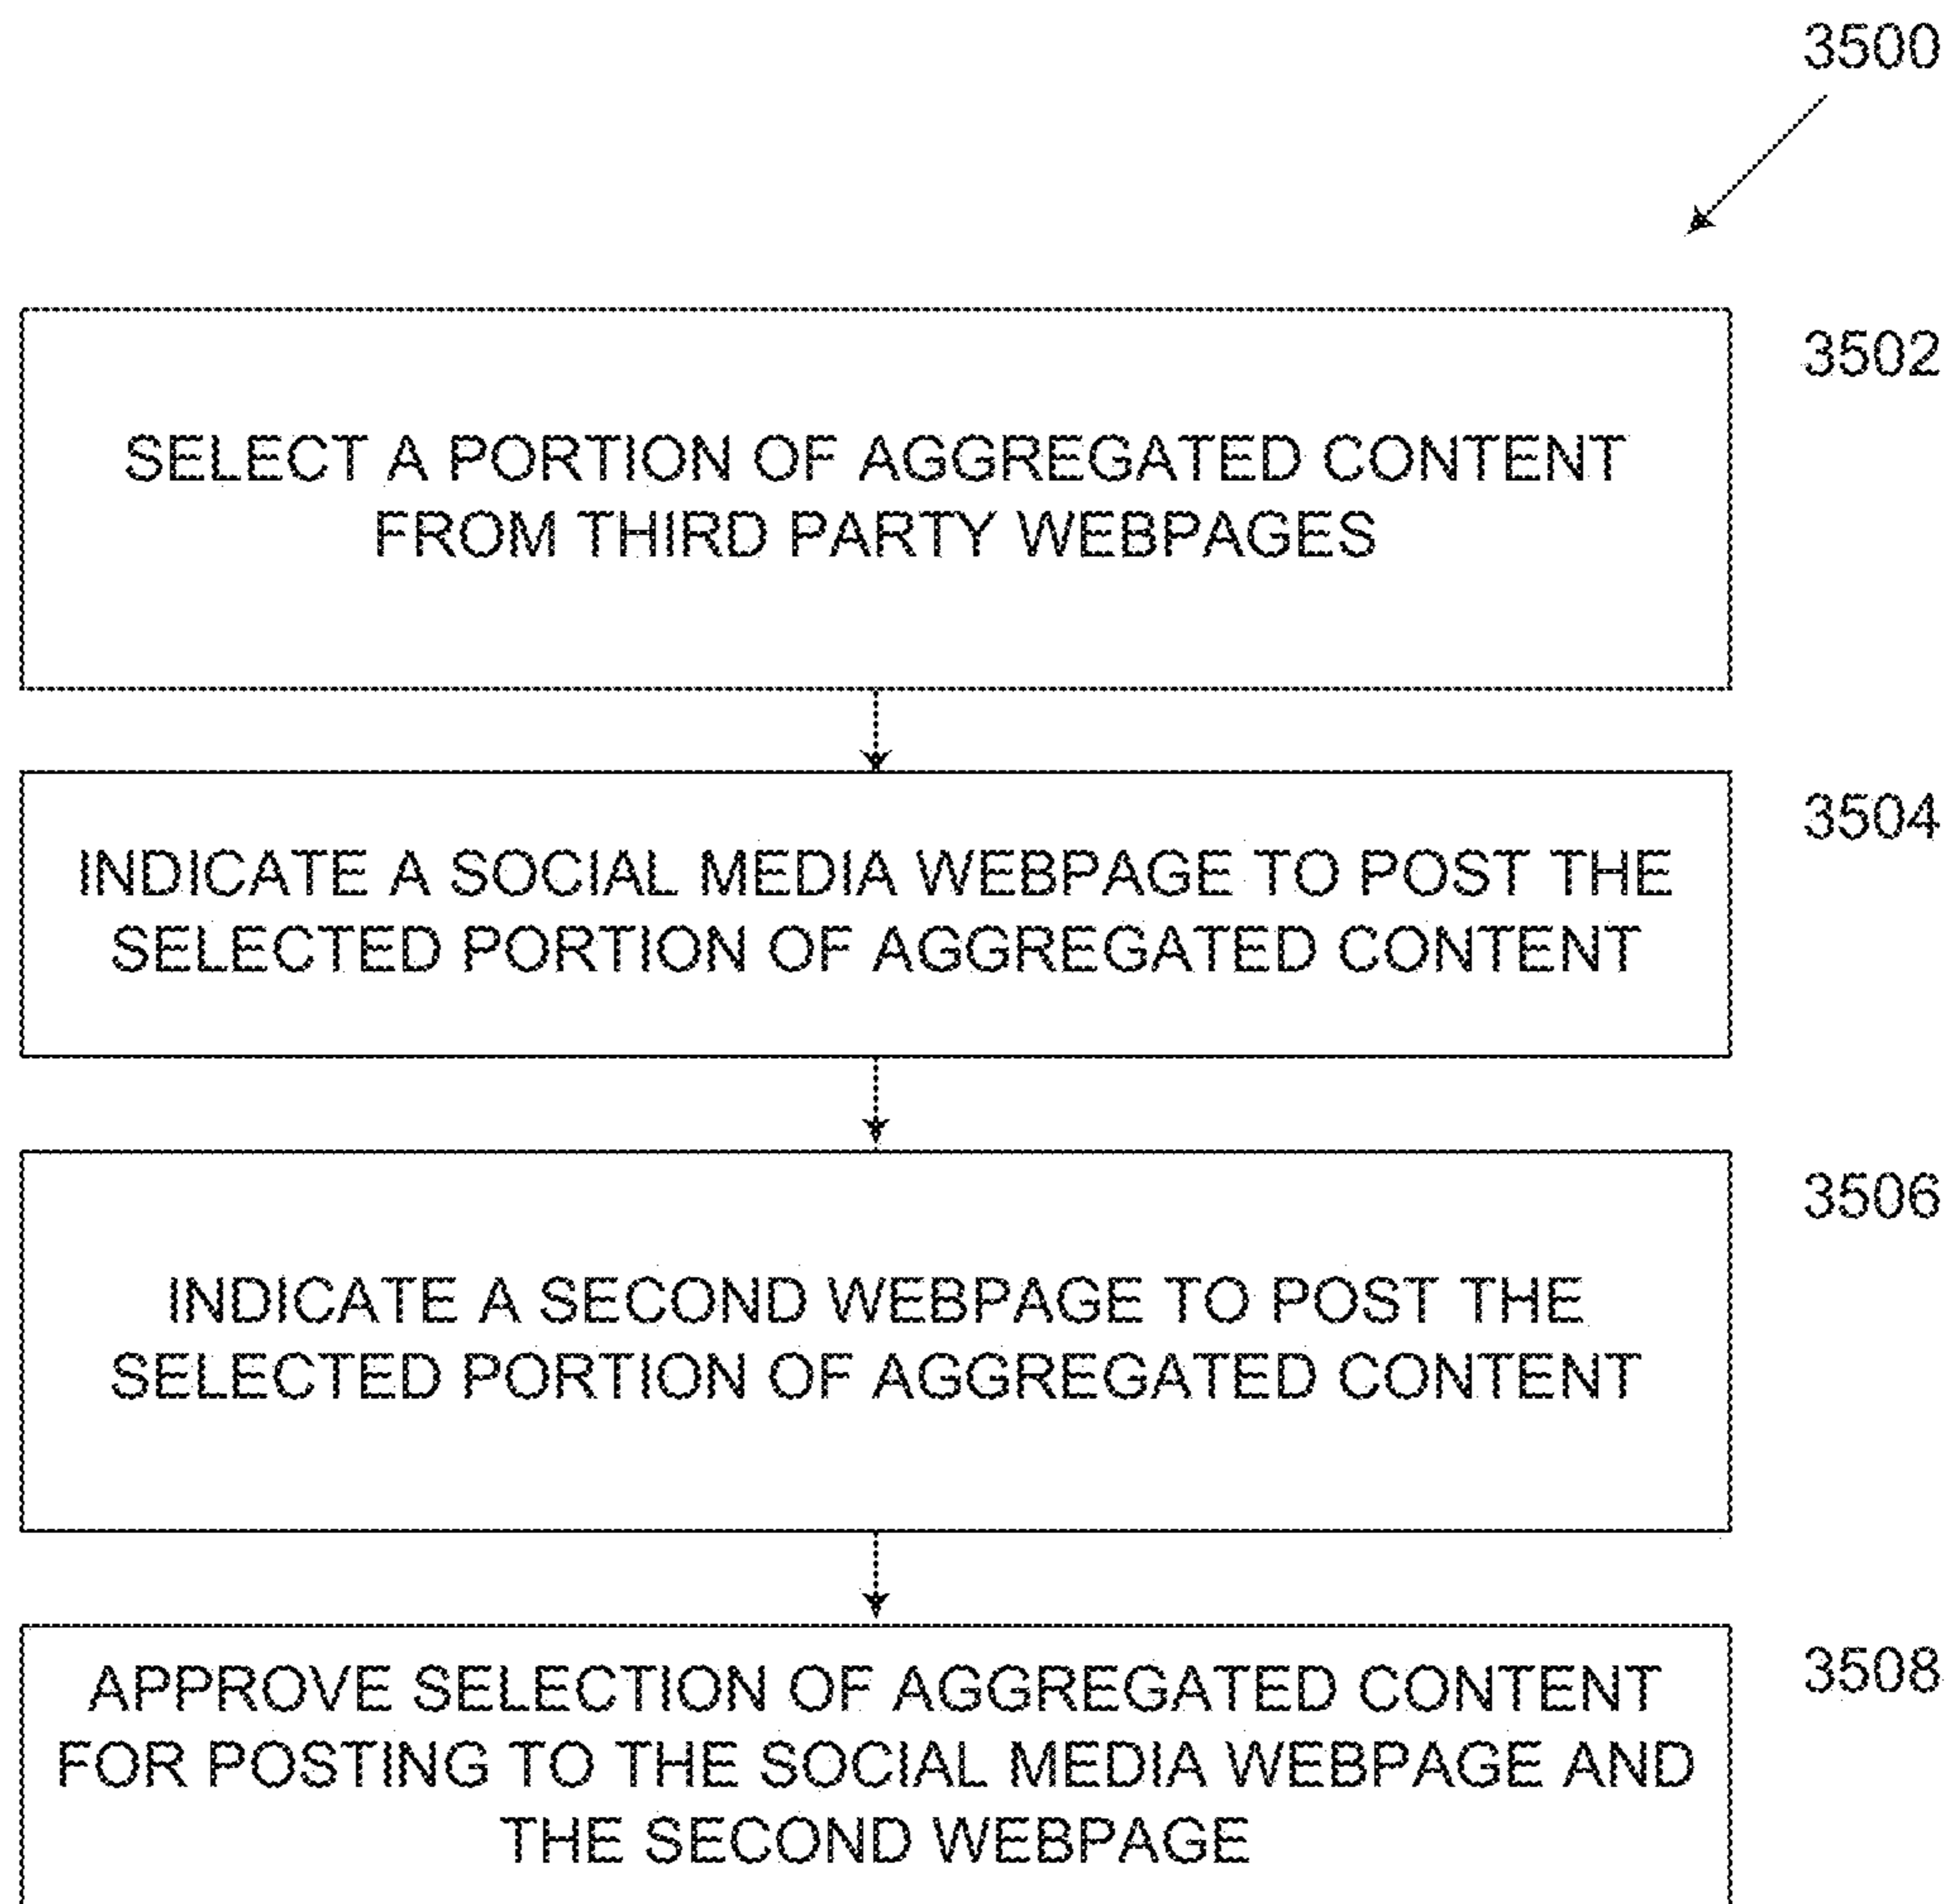 3500
3502
SELECT A PORTION OF AGGREGATED CONTENT
FROM THIRD PARTY WEBPAGES
3504
INDICATE A SOCIAL MEDIA WEBPAGE TO POST THE
SELECTED PORTION OF AGGREGATED CONTENT
3506
INDICATE A SECOND WEBPAGE TO POST THE
SELECTED PORTION OF AGGREGATED CONTENT
3508
APPROVE SELECTION OF AGGREGATED CONTENT
FOR POSTING TO THE SOCIAL MEDIA WEBPAGE AND
THE SECOND WEBPAGE